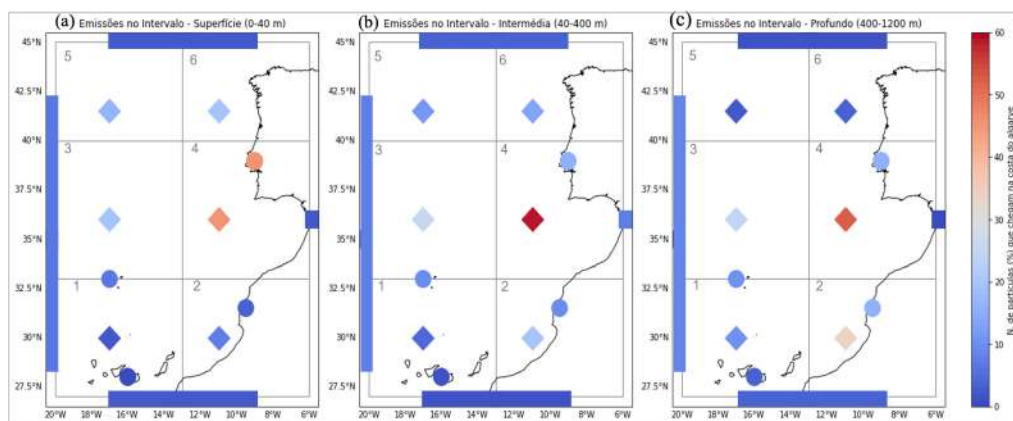 (a) Emissões no Intervalo - Superfície (0-40 m)
(b) Emissões no Intervalo - Intermédia (40-400 m)
(c) Emissões no Intervalo - Profundo (400-1200 m)
45°N
42.5°N
40°N
37.5°N
35°N
32.5°N
30°N
27.5°N
5
6
3
4
1
2
20°W 18°W 16°W 14°W 12°W 10°W 8°W 6°W
45°N
42.5°N
40°N
37.5°N
35°N
32.5°N
30°N
27.5°N
5
6
3
4
1
2
20°W 18°W 16°W 14°W 12°W 10°W 8°W 6°W
45°N
42.5°N
40°N
37.5°N
35°N
32.5°N
30°N
27.5°N
5
6
3
4
1
2
20°W 18°W 16°W 14°W 12°W 10°W 8°W 6°W
60
50
40
30
20
10
0
N. de partículas (%) que chegam na costa do algarve